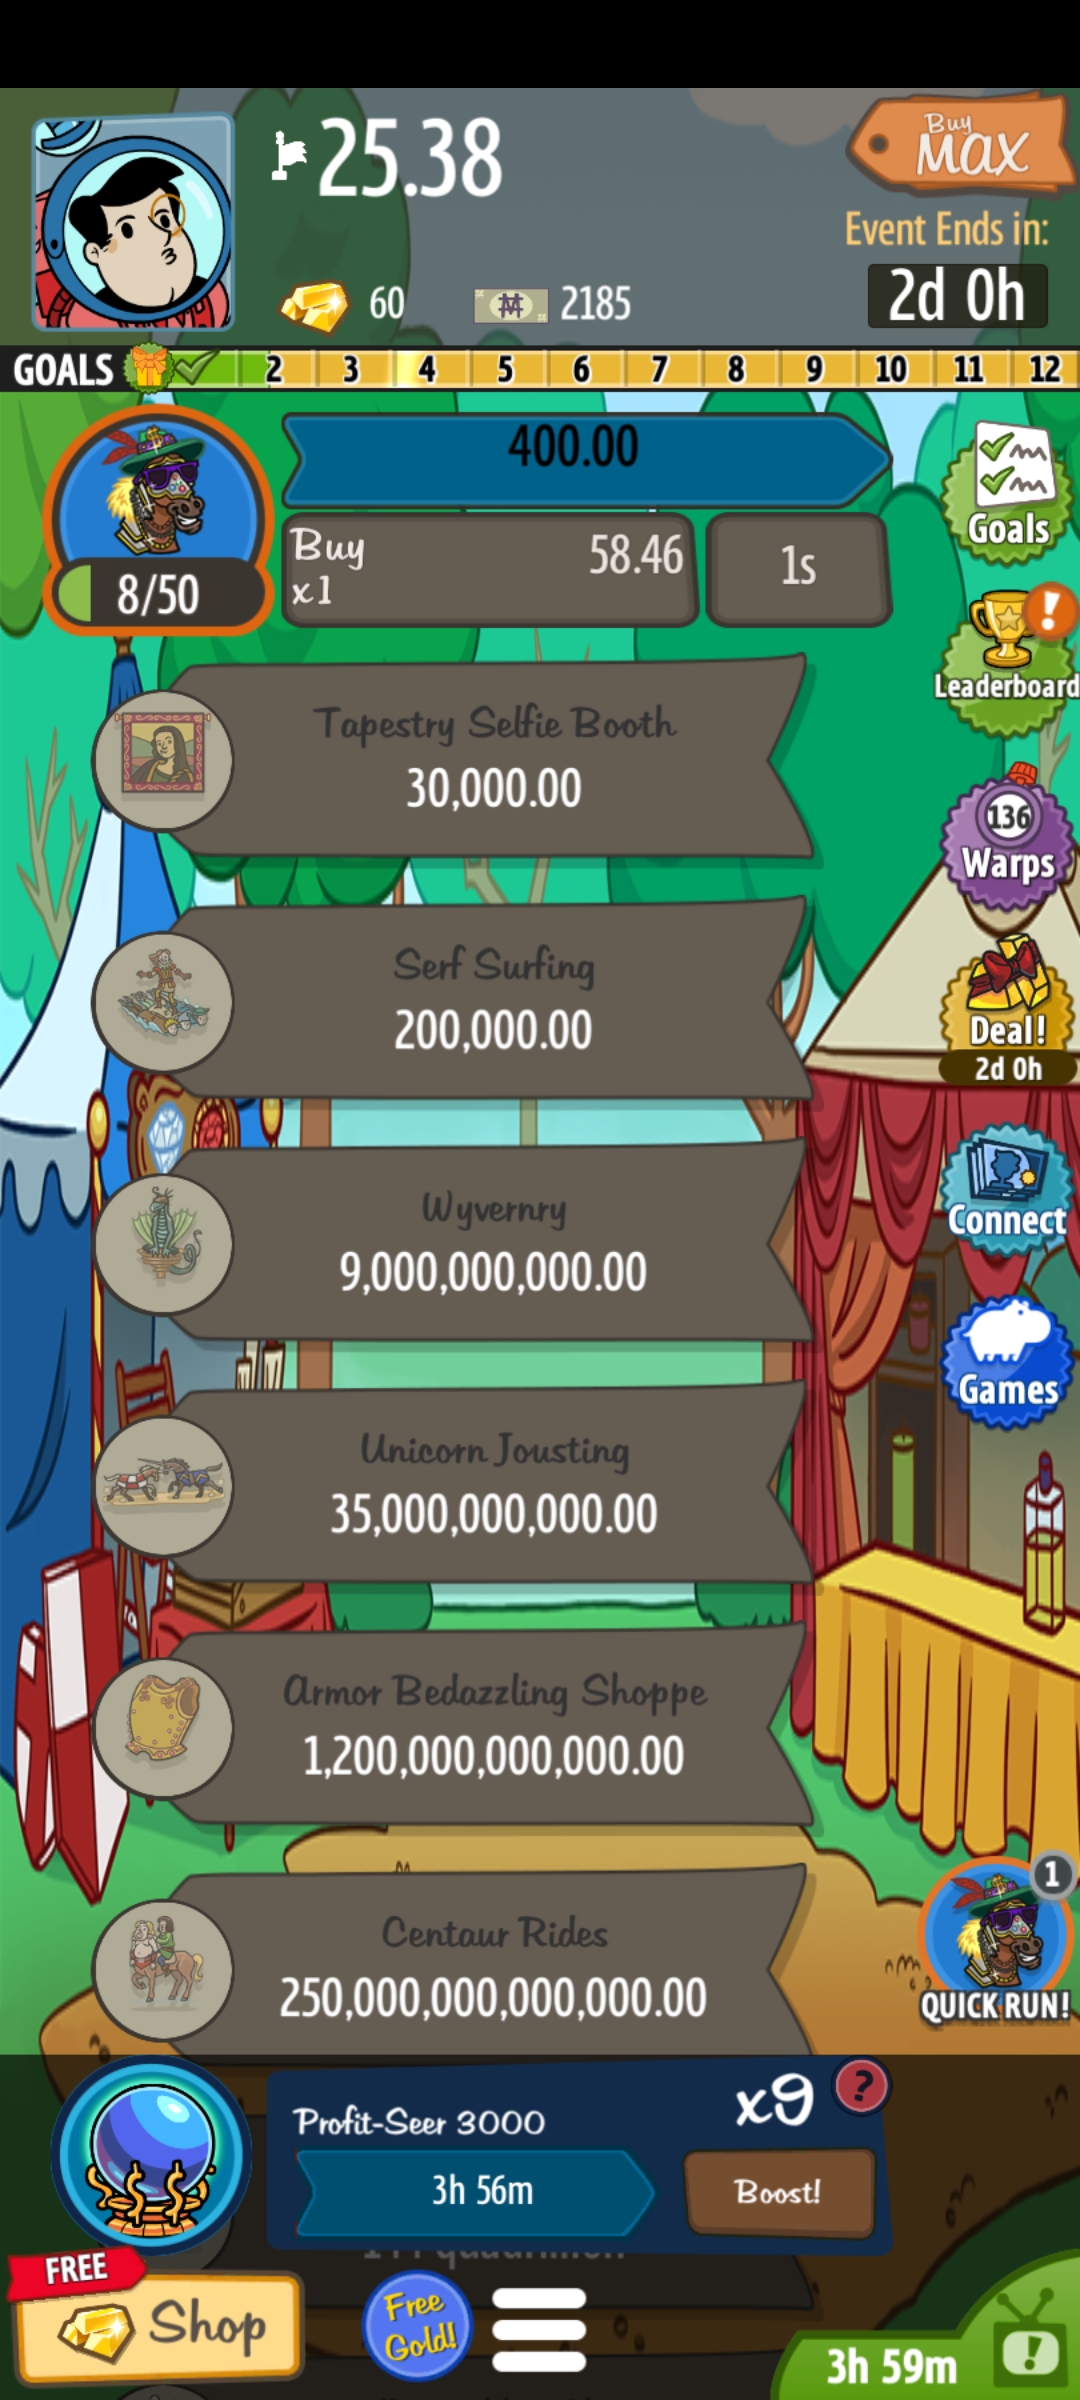 25.38
Buy
MAX
Event Ends in:
60
2185
2d 0h
GOALS 2 3 4 5 6 7 8 9 10 11 12
400.00
Goals
Buy
x1
58.46
1s
8/50
!
Leaderboard
Tapestry Selfie Booth
30,000.00
136
Warps
Serf Surfing
200,000.00
Deal!
2d 0h
Wyvernry
9,000,000,000.00
Connect
Games
Unicorn Jousting
35,000,000,000.00
Armor Bedazzling Shoppe
1,200,000,000,000.00
1
Centaur Rides
250,000,000,000,000.00
QUICK RUN!
Profit-Seer 3000
x9
?
3h 56m
Boost!
FREE
Shop
Free
Gold!
3h 59m
!